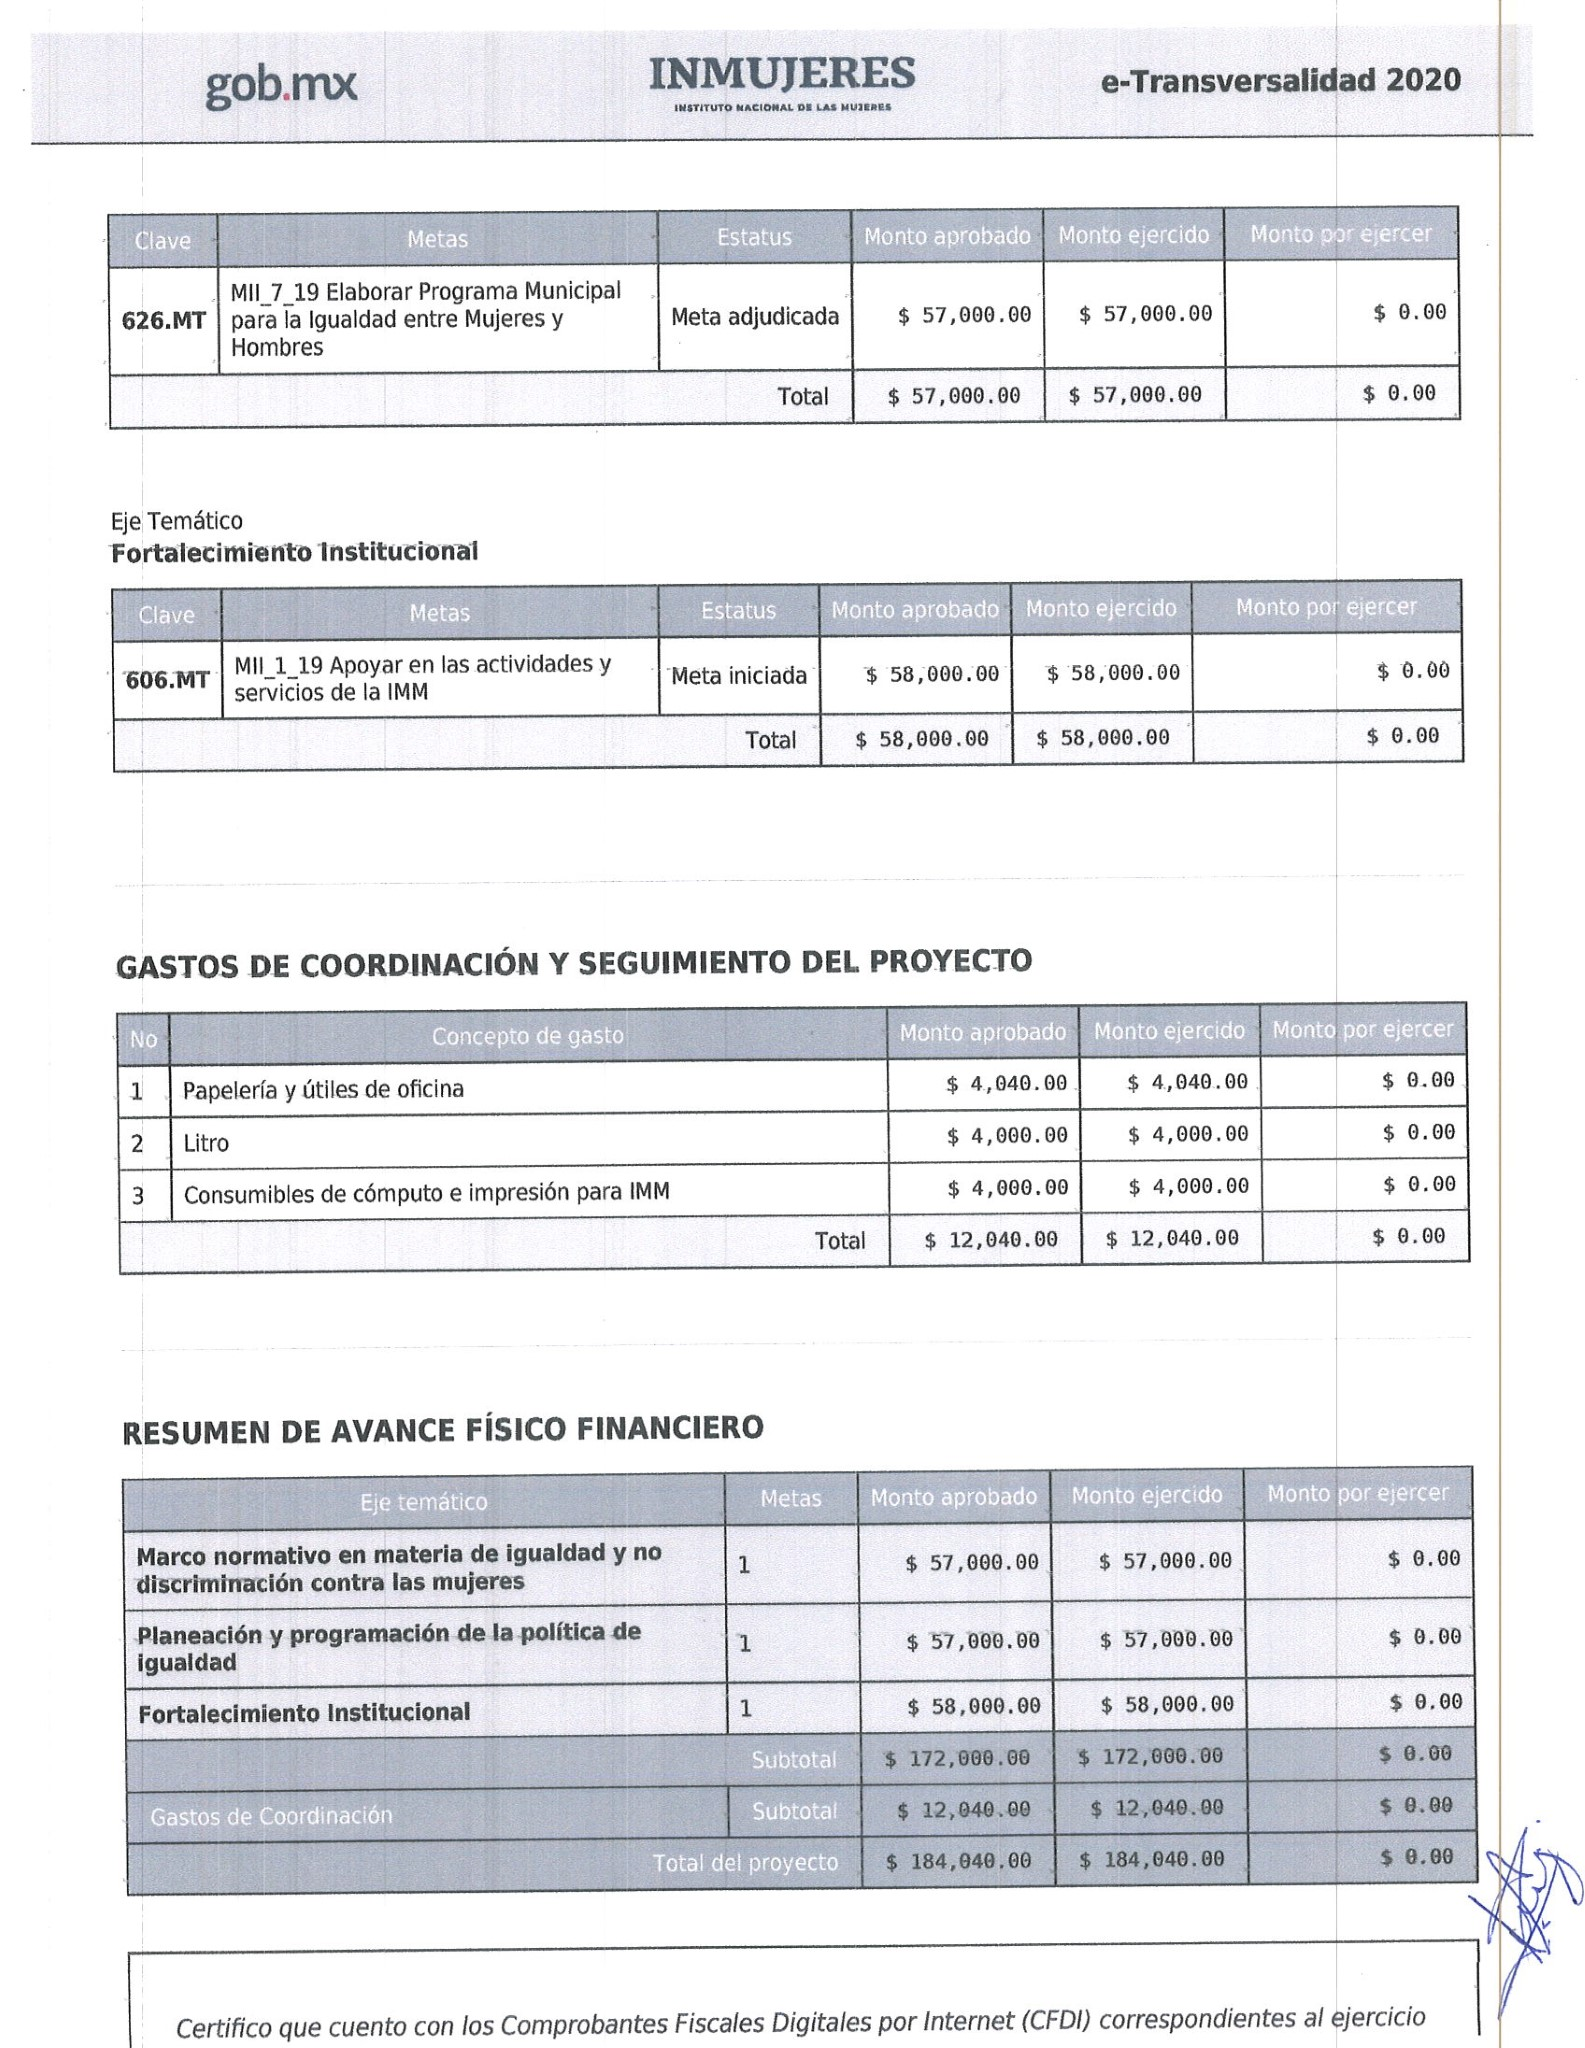 gob.mx
INMUJERES
INSTITUTO NACIONAL DE LAS MUJERES
e-Transversalidad 2020
Clave Metas Estatus Monto aprobado Monto ejercido Monto por ejercer
626.MT MII_7_19 Elaborar Programa Municipal para la Igualdad entre Mujeres y Hombres Meta adjudicada $ 57,000.00 $ 57,000.00 $ 0.00
Total $ 57,000.00 $ 57,000.00 $ 0.00
Eje Temático
Fortalecimiento Institucional
Clave Metas Estatus Monto aprobado Monto ejercido Monto por ejercer
606.MT MII_1_19 Apoyar en las actividades y servicios de la IMM Meta iniciada $ 58,000.00 $ 58,000.00 $ 0.00
Total $ 58,000.00 $ 58,000.00 $ 0.00
GASTOS DE COORDINACIÓN Y SEGUIMIENTO DEL PROYECTO
No Concepto de gasto Monto aprobado Monto ejercido Monto por ejercer
1 Papelería y útiles de oficina $ 4,040.00 $ 4,040.00 $ 0.00
2 Litro $ 4,000.00 $ 4,000.00 $ 0.00
3 Consumibles de cómputo e impresión para IMM $ 4,000.00 $ 4,000.00 $ 0.00
Total $ 12,040.00 $ 12,040.00 $ 0.00
RESUMEN DE AVANCE FÍSICO FINANCIERO
Eje temático Metas Monto aprobado Monto ejercido Monto por ejercer
Marco normativo en materia de igualdad y no discriminación contra las mujeres 1 $ 57,000.00 $ 57,000.00 $ 0.00
Planeación y programación de la política de igualdad 1 $ 57,000.00 $ 57,000.00 $ 0.00
Fortalecimiento Institucional 1 $ 58,000.00 $ 58,000.00 $ 0.00
Subtotal $ 172,000.00 $ 172,000.00 $ 0.00
Gastos de Coordinación Subtotal $ 12,040.00 $ 12,040.00 $ 0.00
Total del proyecto $ 184,040.00 $ 184,040.00 $ 0.00
Certifico que cuento con los Comprobantes Fiscales Digitales por Internet (CFDI) correspondientes al ejercicio